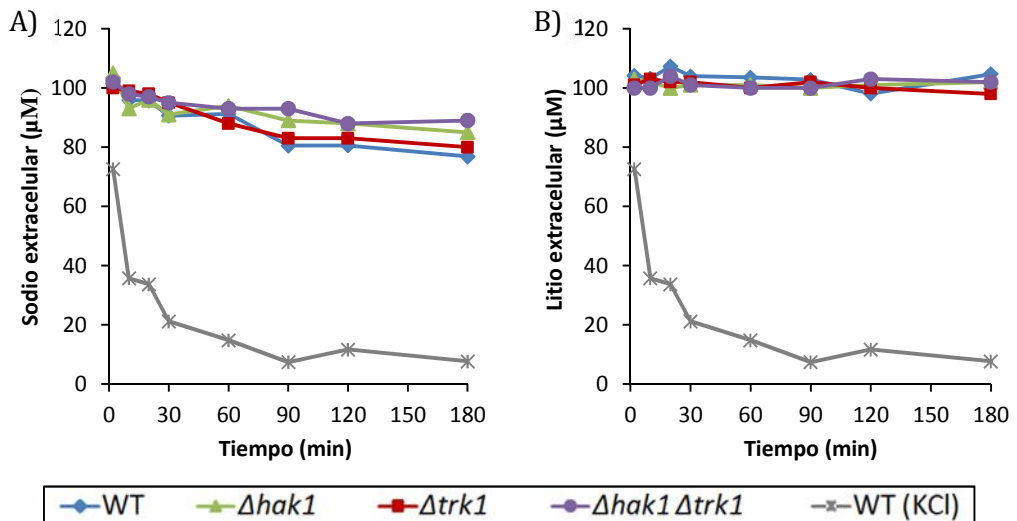 A)
Sodio extracelular (µM)
120
100
80
60
40
20
0
0 30 60 90 120 150 180
Tiempo (min)
B)
Litio extracelular (µM)
120
100
80
60
40
20
0
0 30 60 90 120 150 180
Tiempo (min)
WT Δhak1 Δtrk1 Δhak1 Δtrk1 WT (KCl)